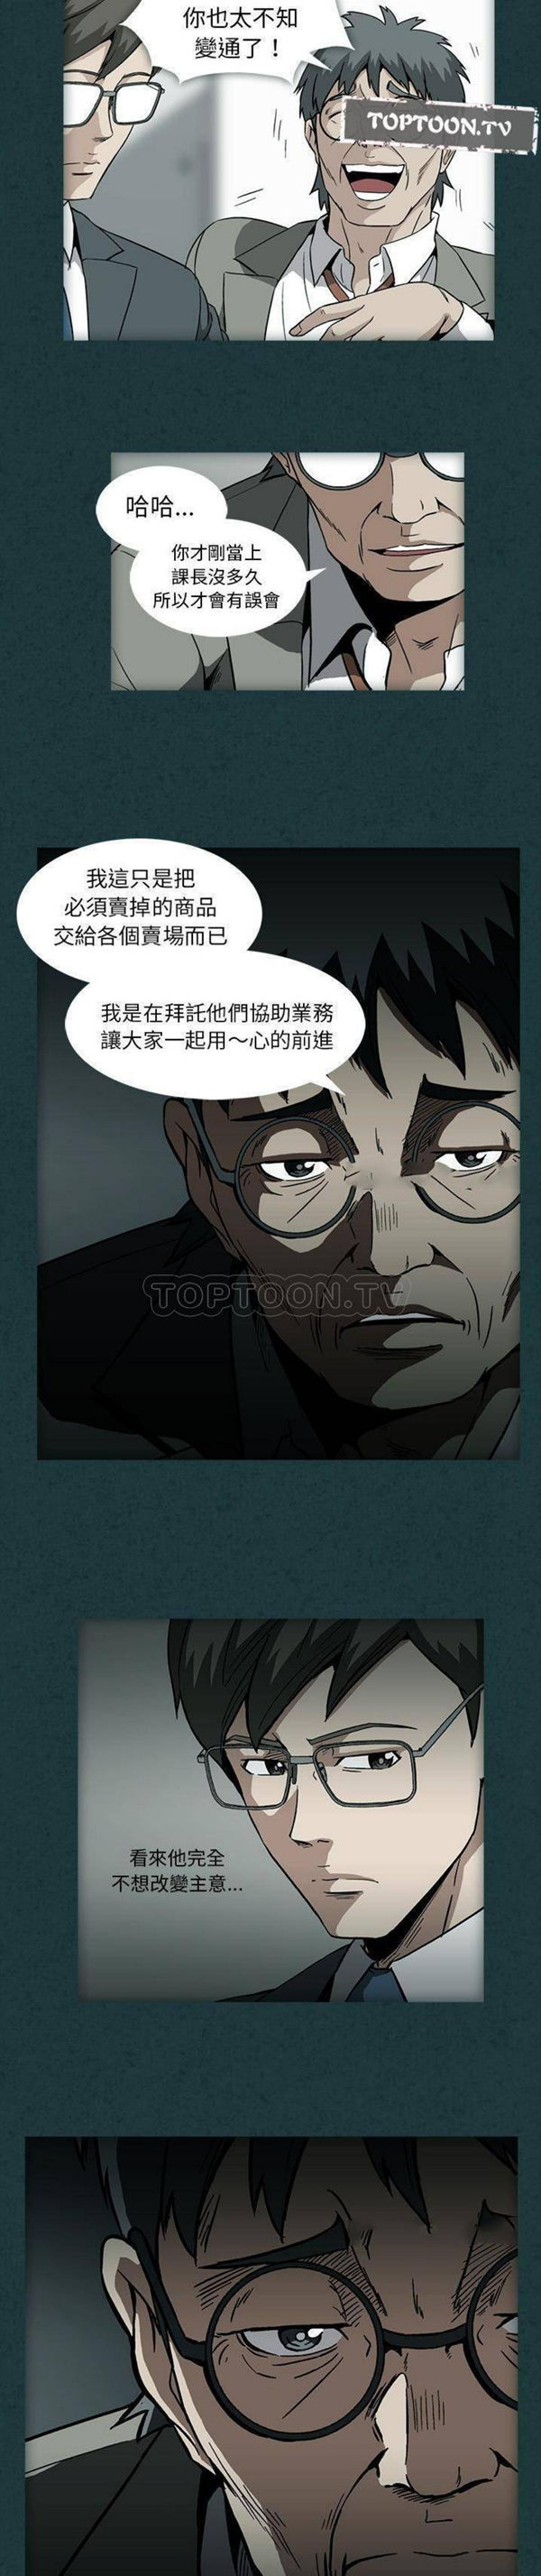 你也太不知
變通了！
TOPTOON.TV
哈哈...
你才剛當上
課長沒多久
所以才會有誤會
我這只是把
必須賣掉的商品
交給各個賣場而已
我是在拜託他們協助業務
讓大家一起用～心的前進
TOPTOON.TV
看來他完全
不想改變主意...